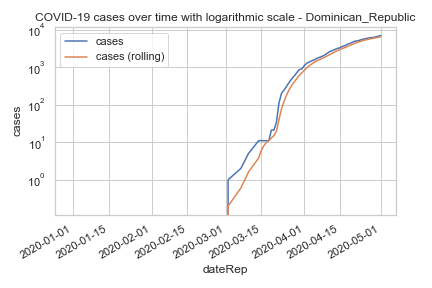 COVID-19 cases over time with logarithmic scale - Dominican_Republic
cases
cases (rolling)
10^4
10^3
10^2
10^1
10^0
cases
2020-01-01
2020-01-15
2020-02-01
2020-02-15
2020-03-01
2020-03-15
2020-04-01
2020-04-15
2020-05-01
dateRep